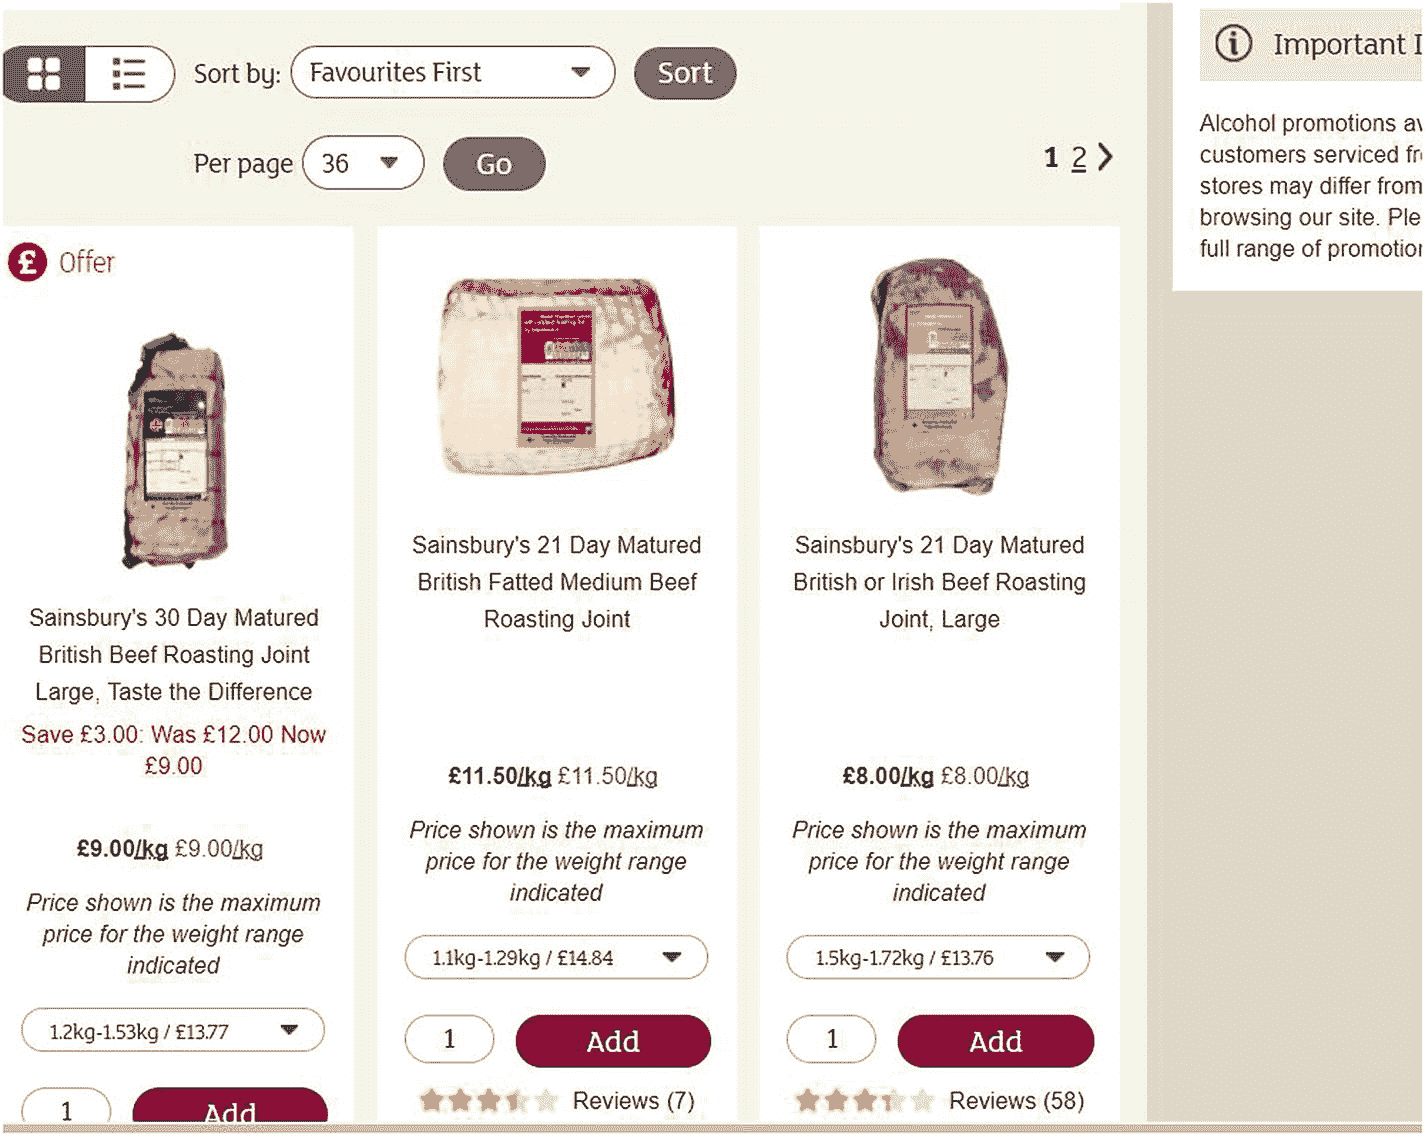 Sort by: Favourites First Sort
Per page 36 Go
1 2
£ Offer
Sainsbury's 30 Day Matured
British Beef Roasting Joint
Large, Taste the Difference
Save £3.00: Was £12.00 Now
£9.00
£9.00/kg £9.00/kg
Price shown is the maximum
price for the weight range
indicated
1.2kg-1.53kg / £13.77
1 Add
Sainsbury's 21 Day Matured
British Fatted Medium Beef
Roasting Joint
£11.50/kg £11.50/kg
Price shown is the maximum
price for the weight range
indicated
1.1kg-1.29kg / £14.84
1 Add
Reviews (7)
Sainsbury's 21 Day Matured
British or Irish Beef Roasting
Joint, Large
£8.00/kg £8.00/kg
Price shown is the maximum
price for the weight range
indicated
1.5kg-1.72kg / £13.76
1 Add
Reviews (58)
Important I
Alcohol promotions av
customers serviced fr
stores may differ from
browsing our site. Ple
full range of promotion